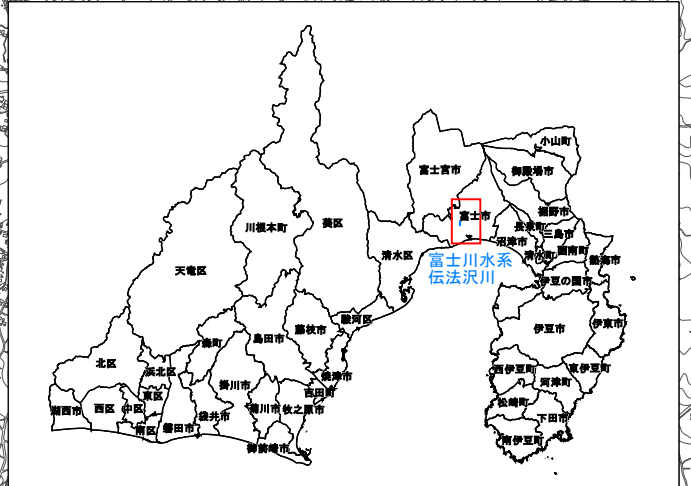 小山町
富士宮市
御殿場市
裾野市
富士市
長泉町
三島市
葵区
川根本町
沼津市
函南町
清水区
清水町
熱海市
富士川水系
伝法沢川
天竜区
伊豆の国市
駿河区
伊豆市
伊東市
藤枝市
島田市
森町
北区
浜北区
西伊豆町
東伊豆町
焼津市
河津町
掛川市
吉田町
東区
松崎町
湖西市
西区
中区
菊川市
牧之原市
袋井市
下田市
南区
磐田市
南伊豆町
御前崎市